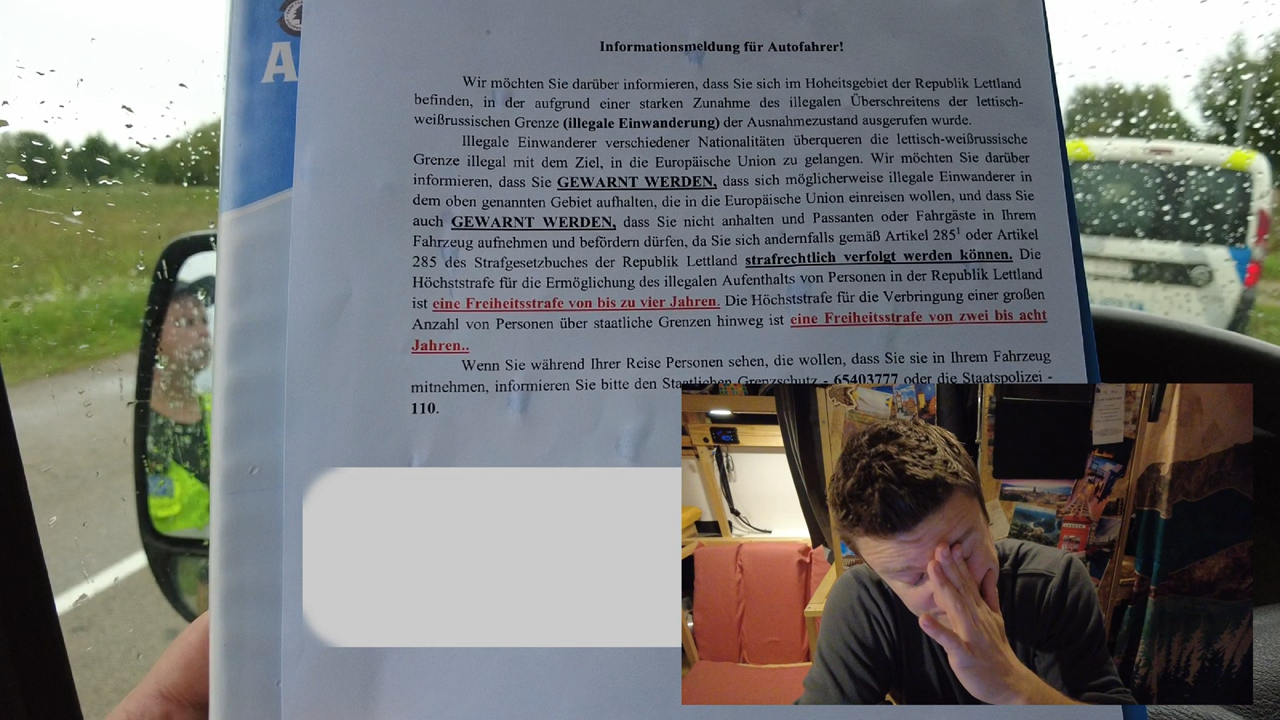 A
Informationsmeldung für Autofahrer!
Wir möchten Sie darüber informieren, dass Sie sich im Hoheitsgebiet der Republik Lettland
befinden, in der aufgrund einer starken Zunahme des illegalen Überschreitens der lettisch-
weißrussischen Grenze (illegale Einwanderung) der Ausnahmezustand ausgerufen wurde.
Illegale Einwanderer verschiedener Nationalitäten überqueren die lettisch-weißrussische
Grenze illegal mit dem Ziel, in die Europäische Union zu gelangen. Wir möchten Sie darüber
informieren, dass Sie GEWARNT WERDEN, dass sich möglicherweise illegale Einwanderer in
dem oben genannten Gebiet aufhalten, die in die Europäische Union einreisen wollen, und dass Sie
auch GEWARNT WERDEN, dass Sie nicht anhalten und Passanten oder Fahrgäste in Ihrem
Fahrzeug aufnehmen und befördern dürfen, da Sie sich andernfalls gemäß Artikel 285¹ oder Artikel
285 des Strafgesetzbuches der Republik Lettland strafrechtlich verfolgt werden können. Die
Höchststrafe für die Ermöglichung des illegalen Aufenthalts von Personen in der Republik Lettland
ist eine Freiheitsstrafe von bis zu vier Jahren. Die Höchststrafe für die Verbringung einer großen
Anzahl von Personen über staatliche Grenzen hinweg ist eine Freiheitsstrafe von zwei bis acht
Jahren..
Wenn Sie während Ihrer Reise Personen sehen, die wollen, dass Sie sie in Ihrem Fahrzeug
mitnehmen, informieren Sie bitte den Staatlichen Grenzschutz - 65403777 oder die Staatspolizei -
110.